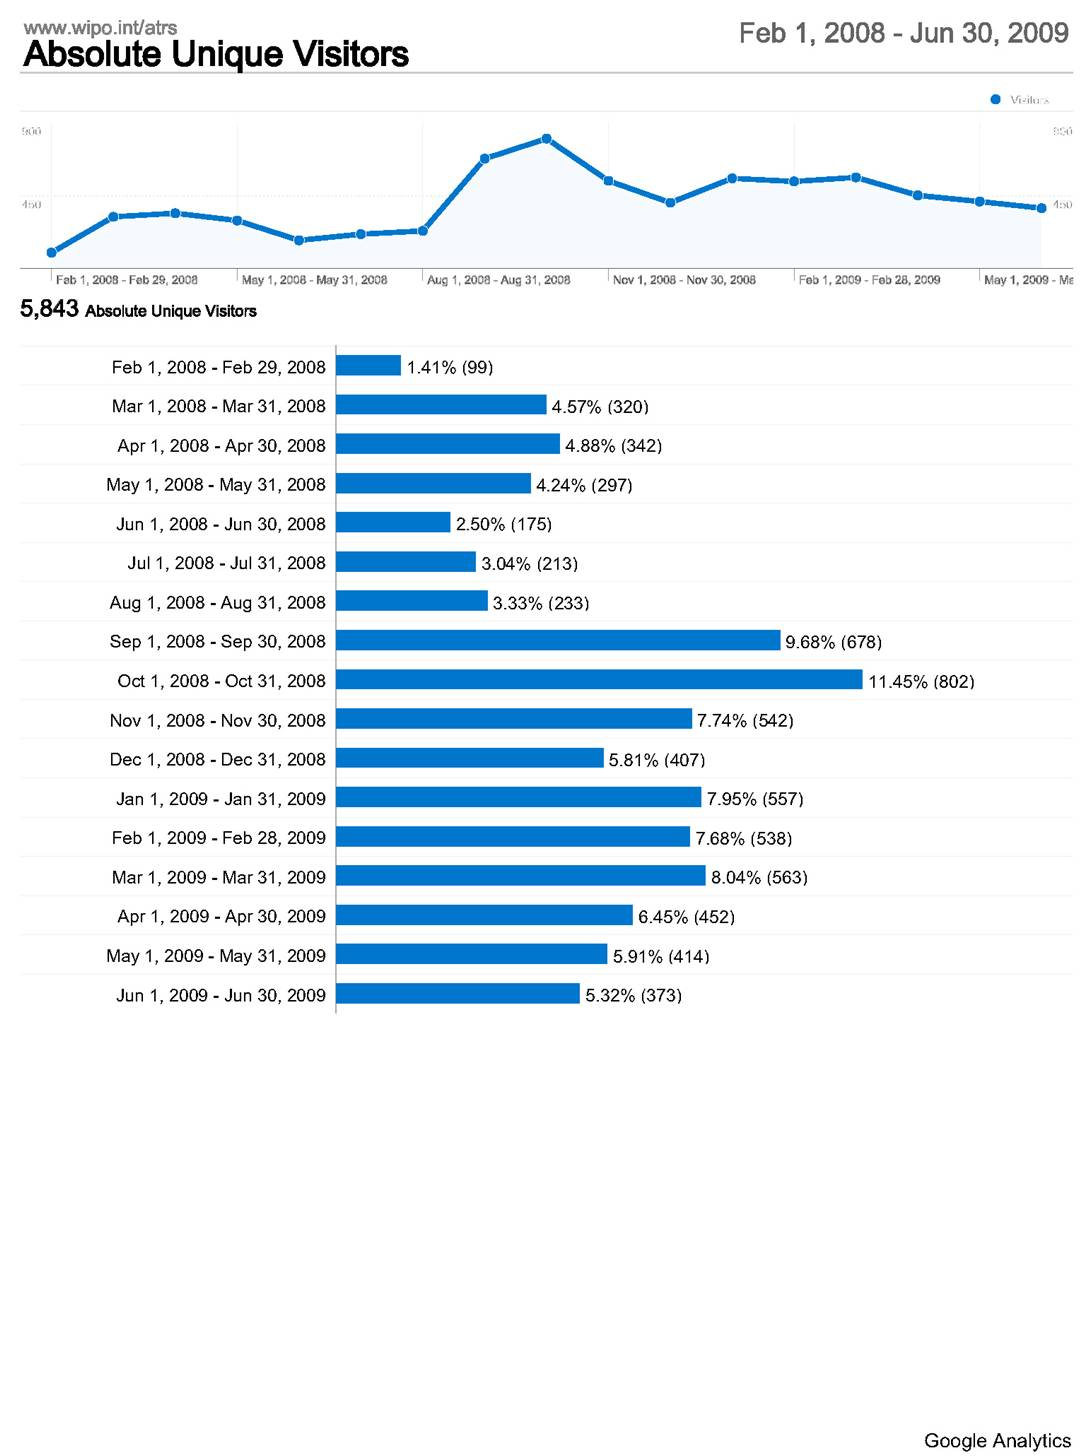 www.wipo.int/atrs
Absolute Unique Visitors
Feb 1, 2008 - Jun 30, 2009
Visitors
900 900
450 450
Feb 1, 2008 - Feb 29, 2008 May 1, 2008 - May 31, 2008 Aug 1, 2008 - Aug 31, 2008 Nov 1, 2008 - Nov 30, 2008 Feb 1, 2009 - Feb 28, 2009 May 1, 2009 - Ma
5,843 Absolute Unique Visitors
Feb 1, 2008 - Feb 29, 2008 1.41% (99)
Mar 1, 2008 - Mar 31, 2008 4.57% (320)
Apr 1, 2008 - Apr 30, 2008 4.88% (342)
May 1, 2008 - May 31, 2008 4.24% (297)
Jun 1, 2008 - Jun 30, 2008 2.50% (175)
Jul 1, 2008 - Jul 31, 2008 3.04% (213)
Aug 1, 2008 - Aug 31, 2008 3.33% (233)
Sep 1, 2008 - Sep 30, 2008 9.68% (678)
Oct 1, 2008 - Oct 31, 2008 11.45% (802)
Nov 1, 2008 - Nov 30, 2008 7.74% (542)
Dec 1, 2008 - Dec 31, 2008 5.81% (407)
Jan 1, 2009 - Jan 31, 2009 7.95% (557)
Feb 1, 2009 - Feb 28, 2009 7.68% (538)
Mar 1, 2009 - Mar 31, 2009 8.04% (563)
Apr 1, 2009 - Apr 30, 2009 6.45% (452)
May 1, 2009 - May 31, 2009 5.91% (414)
Jun 1, 2009 - Jun 30, 2009 5.32% (373)
Google Analytics